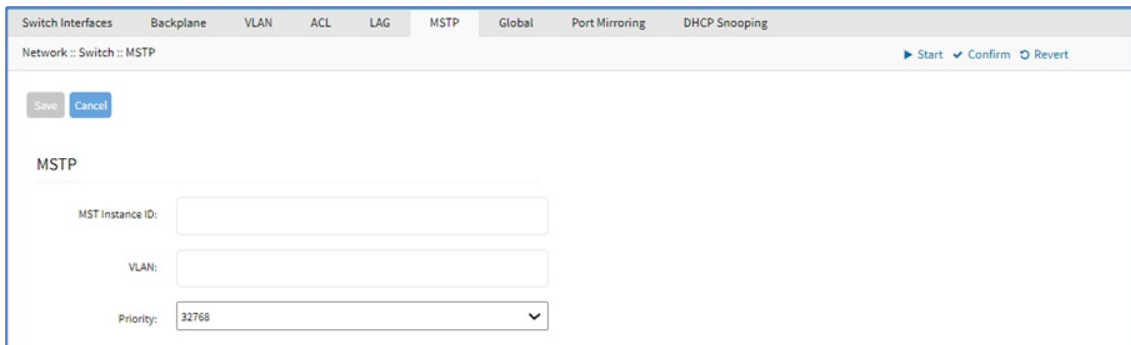 Switch Interfaces Backplane VLAN ACL LAG MSTP Global Port Mirroring DHCP Snooping
Network :: Switch :: MSTP Start Confirm Revert
Save Cancel
MSTP
MST Instance ID:
VLAN:
Priority: 32768